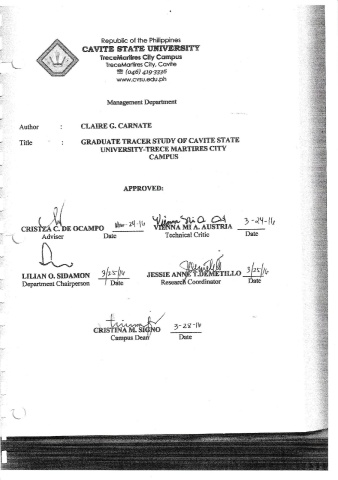 Republic of the Philippines
CAVITE STATE UNIVERSITY
TreceMartires City Campus
TreceMartires City, Cavite
☎ (046) 419-3326
www.cvsu.edu.ph
Management Department
Author : CLAIRE G. CARNATE
Title : GRADUATE TRACER STUDY OF CAVITE STATE
UNIVERSITY-TRECE MARTIRES CITY
CAMPUS
APPROVED:
CRISTZA C. DE OCAMPO Mar-24-16 VIENNA MI A. AUSTRIA 3-24-16
Adviser Date Technical Critic Date
LILIAN O. SIDAMON 3/25/16 JESSIE ANNE T. DEMETILLO 3/25/16
Department Chairperson Date Research Coordinator Date
CRISTINA M. SIGNO 3-28-16
Campus Dean Date